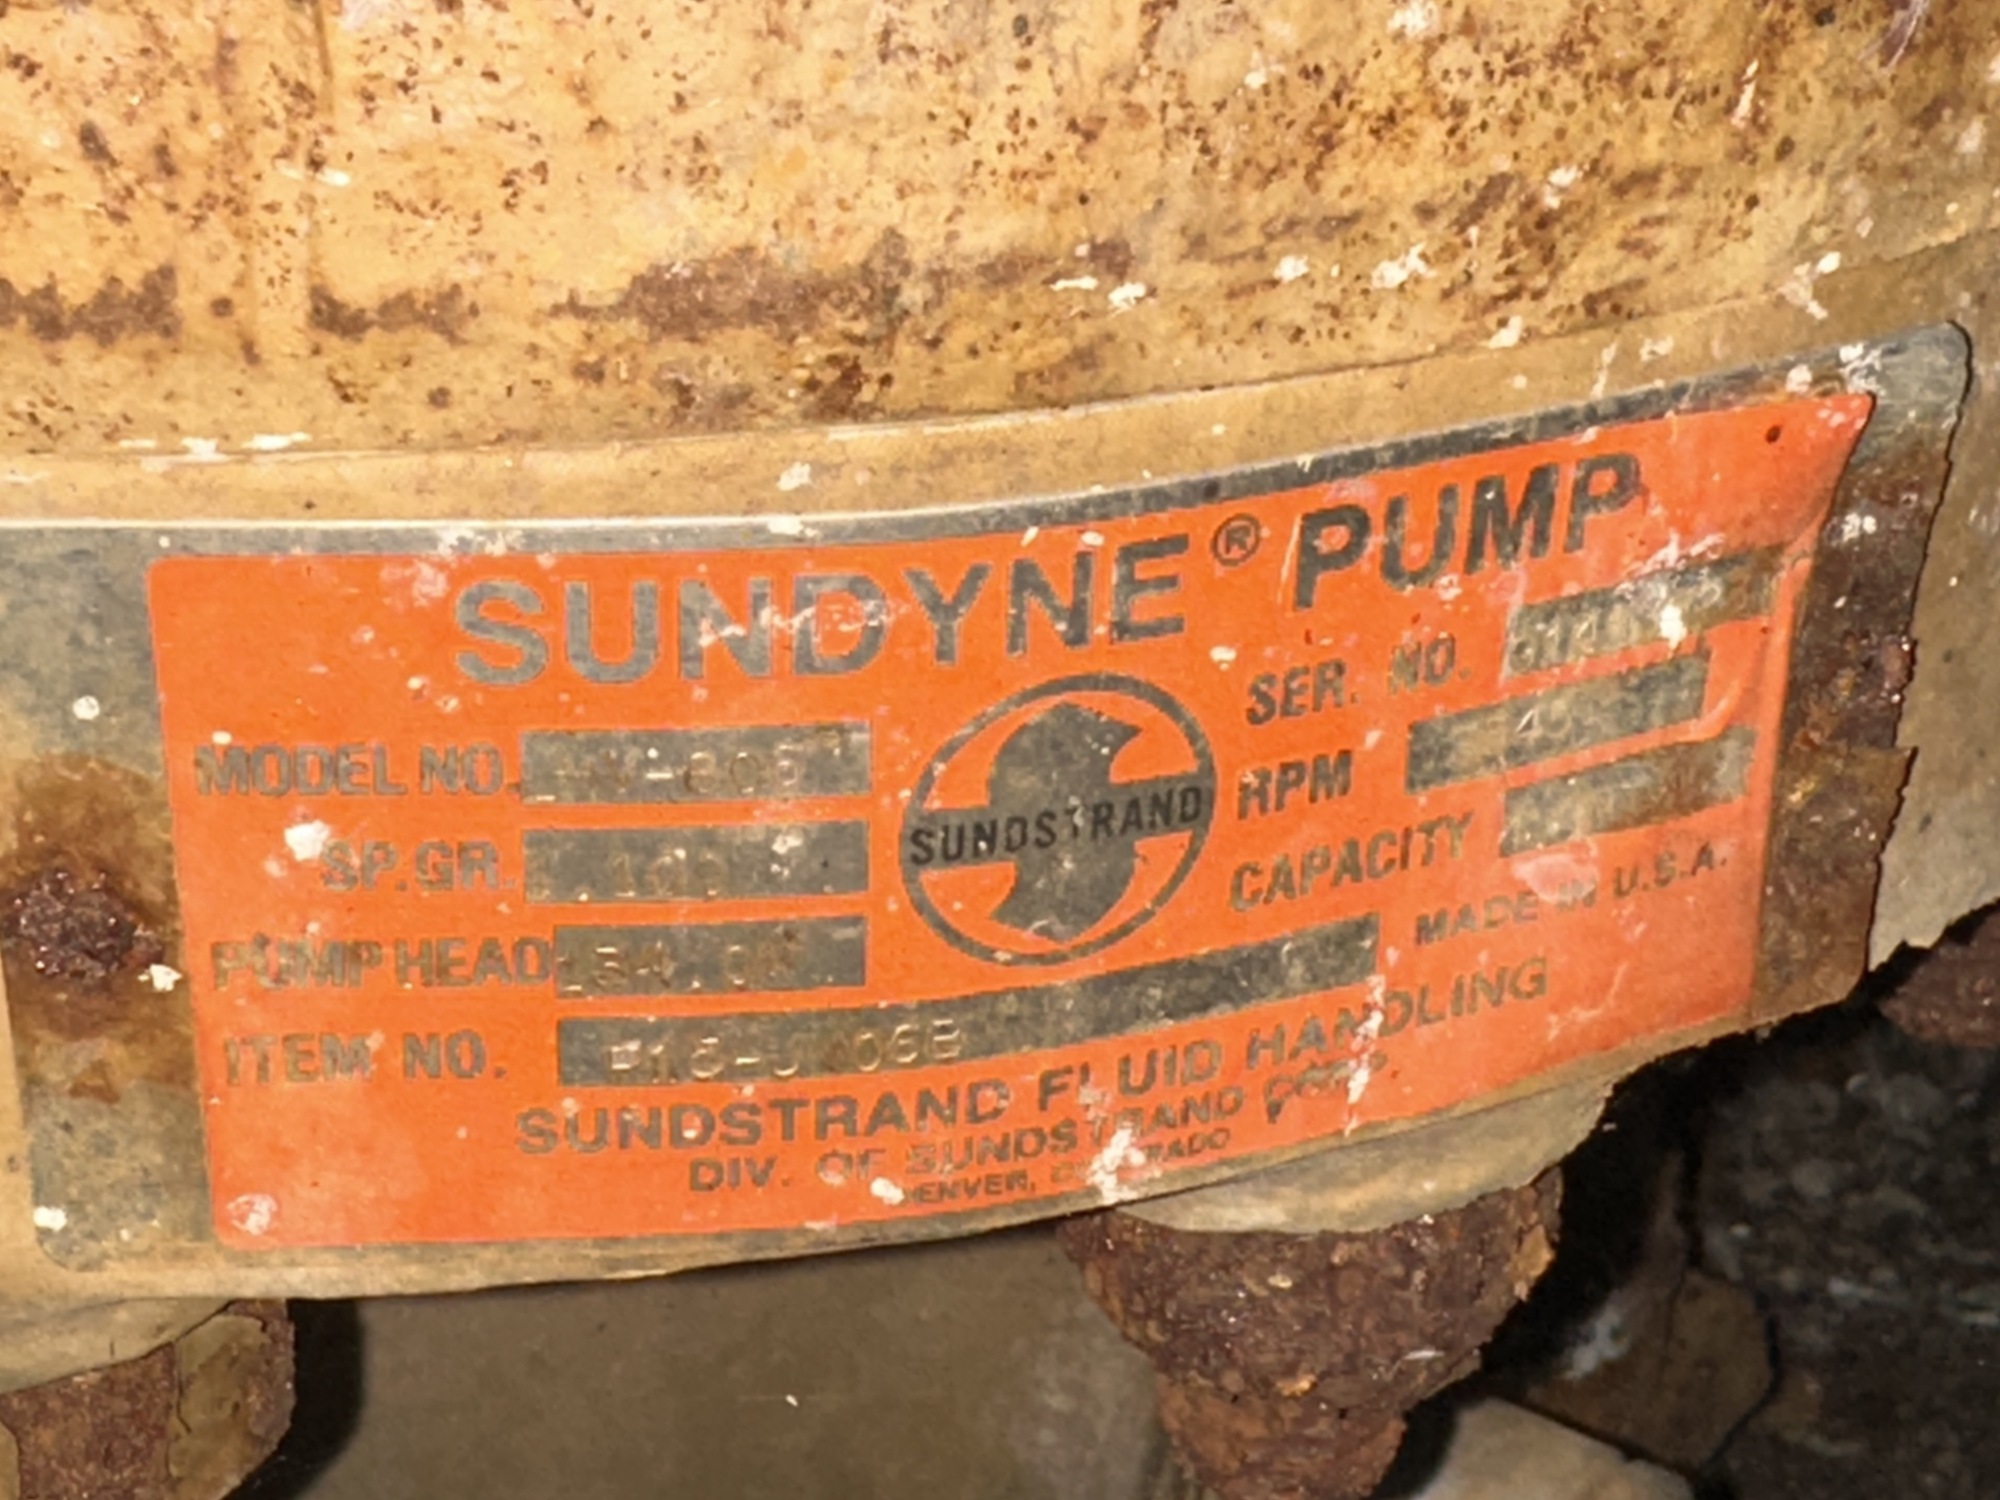 SUNDYNE® PUMP
MODEL NO.
SER. NO.
SP.GR.
SUNDSTRAND
RPM
PUMP HEAD
CAPACITY
ITEM NO.
MADE IN U.S.A.
SUNDSTRAND FLUID HANDLING
DIV. OF SUNDSTRAND CORP.
DENVER, COLORADO